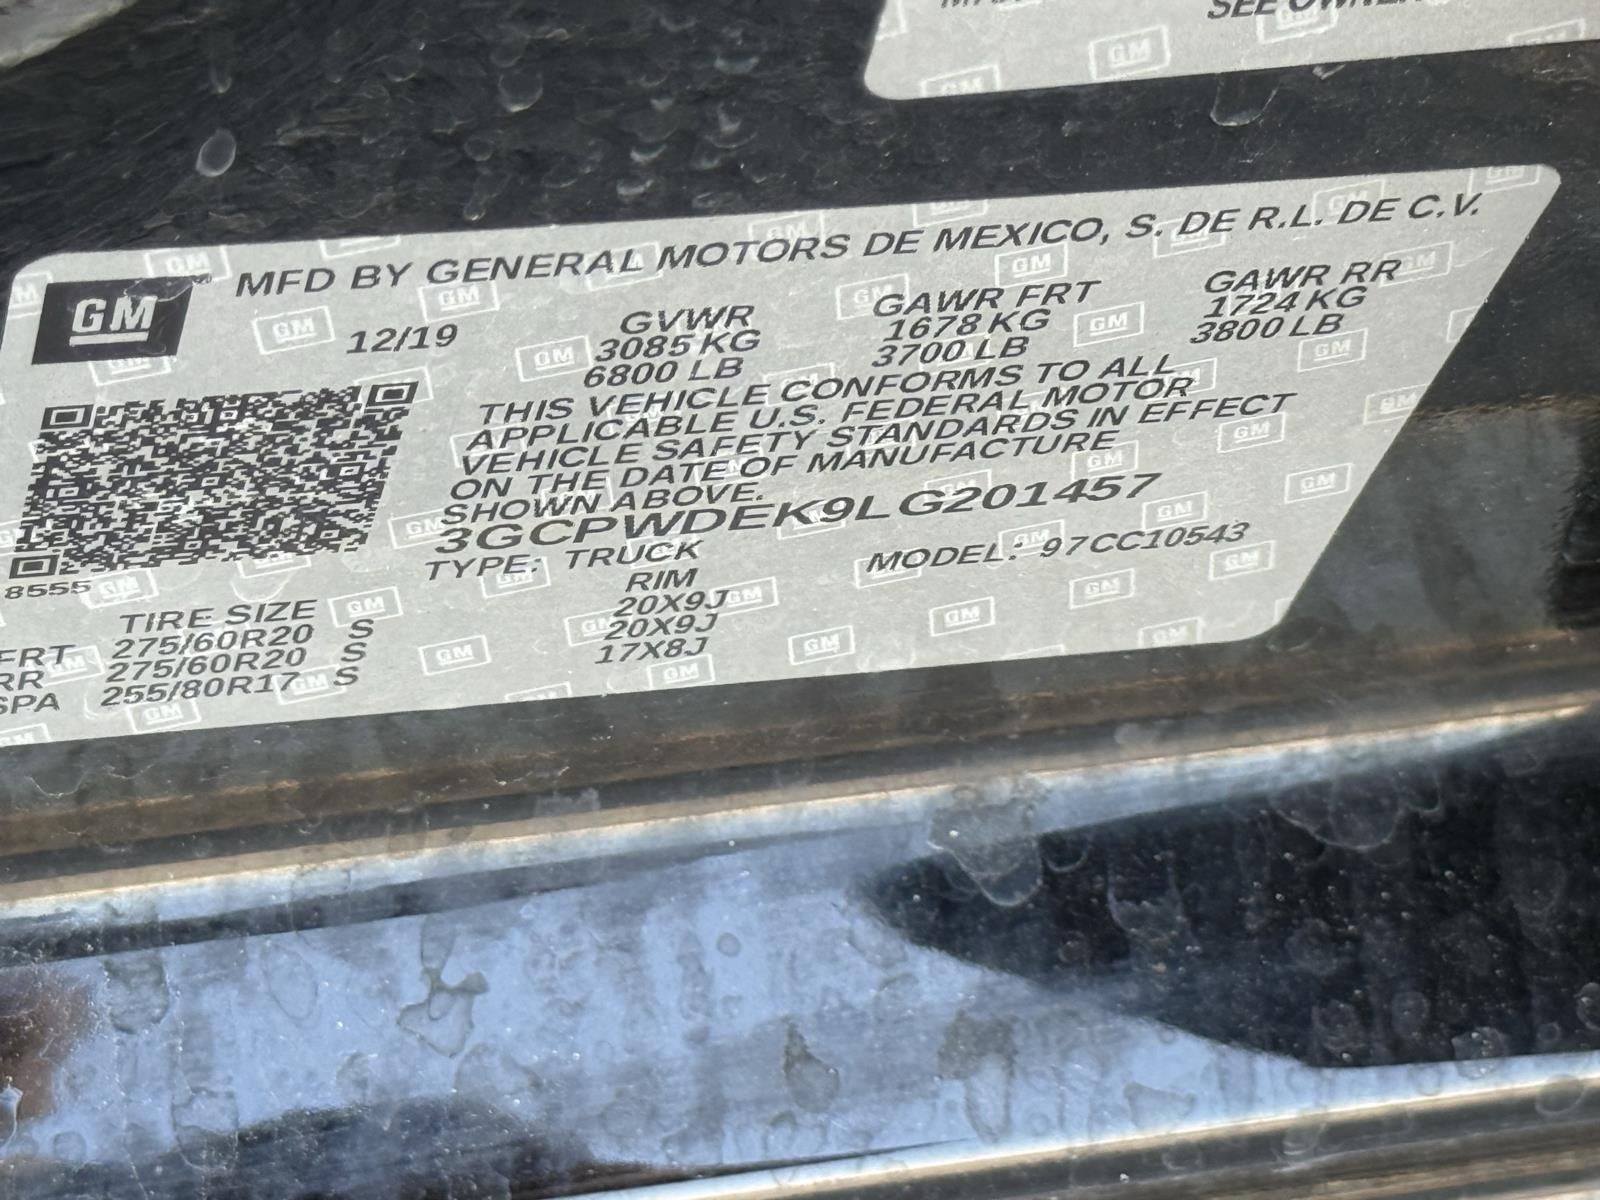 SEE OWNER
GM
MFD BY GENERAL MOTORS DE MEXICO, S. DE R.L. DE C.V.
12/19
GVWR
3085 KG
6800 LB
GAWR FRT
1678 KG
3700 LB
GAWR RR
1724 KG
3800 LB
THIS VEHICLE CONFORMS TO ALL
APPLICABLE U.S. FEDERAL MOTOR
VEHICLE SAFETY STANDARDS IN EFFECT
ON THE DATE OF MANUFACTURE
SHOWN ABOVE.
3GCPWDEK9LG201457
TYPE: TRUCK
MODEL: 97CC10543
8555
TIRE SIZE
RIM
FRT 275/60R20 S 20X9J
RR 275/60R20 S 20X9J
SPA 255/80R17 S 17X8J